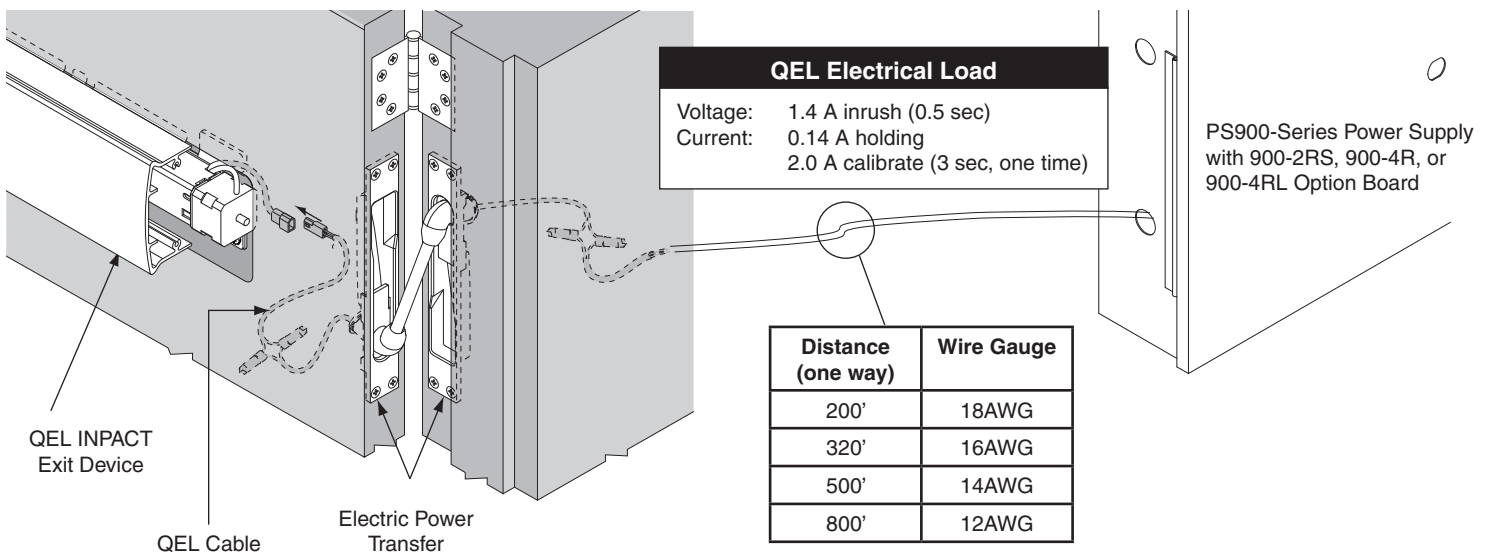 QEL Electrical Load
Voltage: 1.4 A inrush (0.5 sec)
Current: 0.14 A holding
2.0 A calibrate (3 sec, one time)
PS900-Series Power Supply
with 900-2RS, 900-4R, or
900-4RL Option Board
Distance (one way) Wire Gauge
200’ 18AWG
320’ 16AWG
500’ 14AWG
800’ 12AWG
QEL INPACT
Exit Device
QEL Cable
Electric Power
Transfer